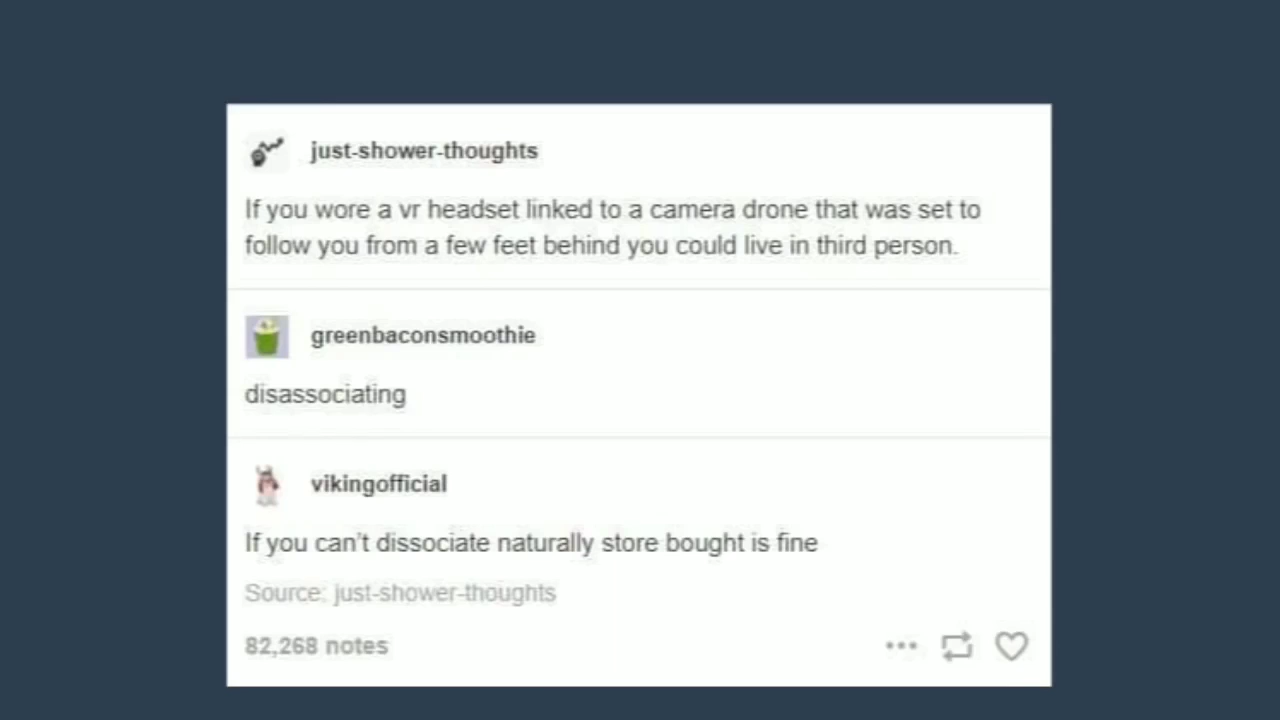 just-shower-thoughts
If you wore a vr headset linked to a camera drone that was set to
follow you from a few feet behind you could live in third person.
greenbaconsmoothie
disassociating
vikingofficial
If you can't dissociate naturally store bought is fine
Source: just-shower-thoughts
82,268 notes